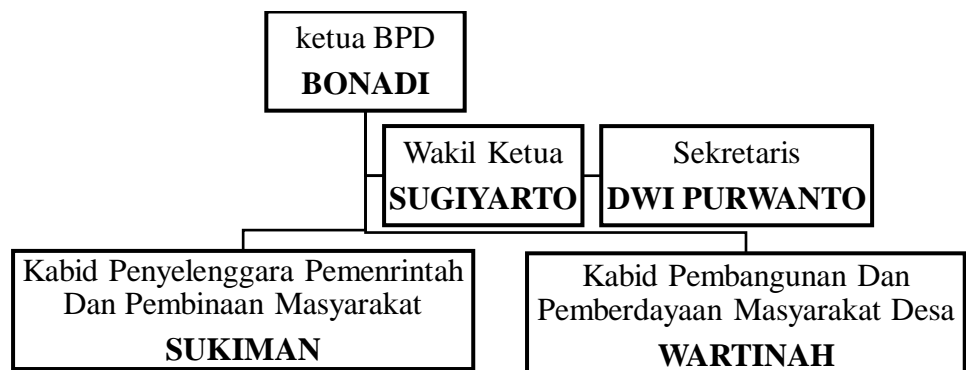 ketua BPD
BONADI
Wakil Ketua
SUGIYARTO
Sekretaris
DWI PURWANTO
Kabid Penyelenggara Pemenrintah
Dan Pembinaan Masyarakat
SUKIMAN
Kabid Pembangunan Dan
Pemberdayaan Masyarakat Desa
WARTINAH